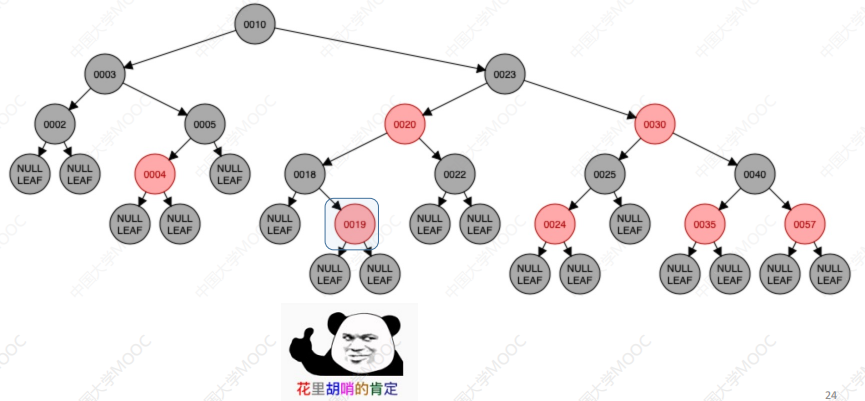 0010
0003
0023
0002
0005
0020
0030
NULL
LEAF
NULL
LEAF
0004
NULL
LEAF
0018
0022
0025
0040
NULL
LEAF
NULL
LEAF
NULL
LEAF
0019
NULL
LEAF
NULL
LEAF
0024
NULL
LEAF
0035
0057
NULL
LEAF
NULL
LEAF
NULL
LEAF
NULL
LEAF
NULL
LEAF
NULL
LEAF
NULL
LEAF
NULL
LEAF
花里胡哨的肯定
24
中国大学MOOC